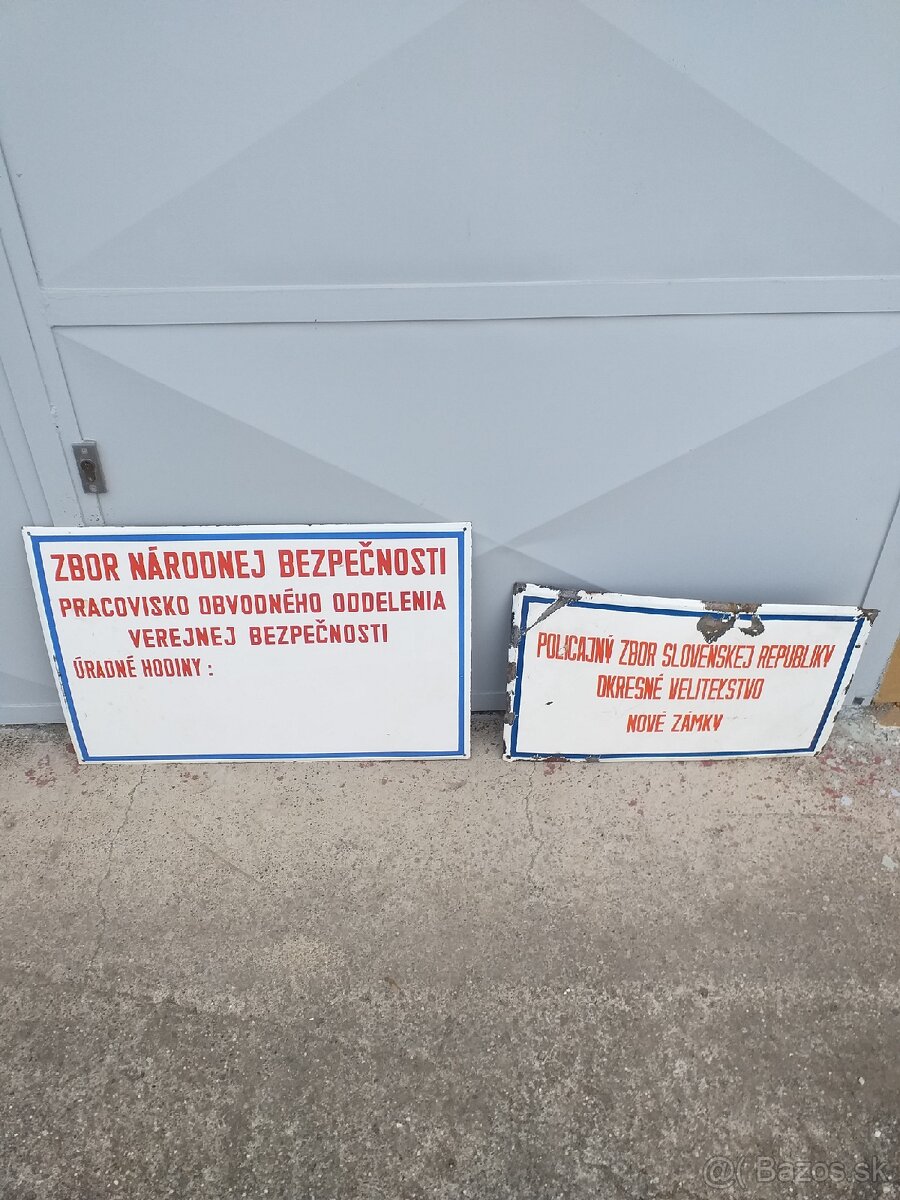 ZBOR NÁRODNEJ BEZPEČNOSTI
PRACOVISKO OBVODNÉHO ODDELENIA
VEREJNEJ BEZPEČNOSTI
ÚRADNÉ HODINY :
POLICAJNÝ ZBOR SLOVENSKEJ REPUBLIKY
OKRESNÉ VELITEĽSTVO
NOVÉ ZÁMKY
@( Bazos.sk